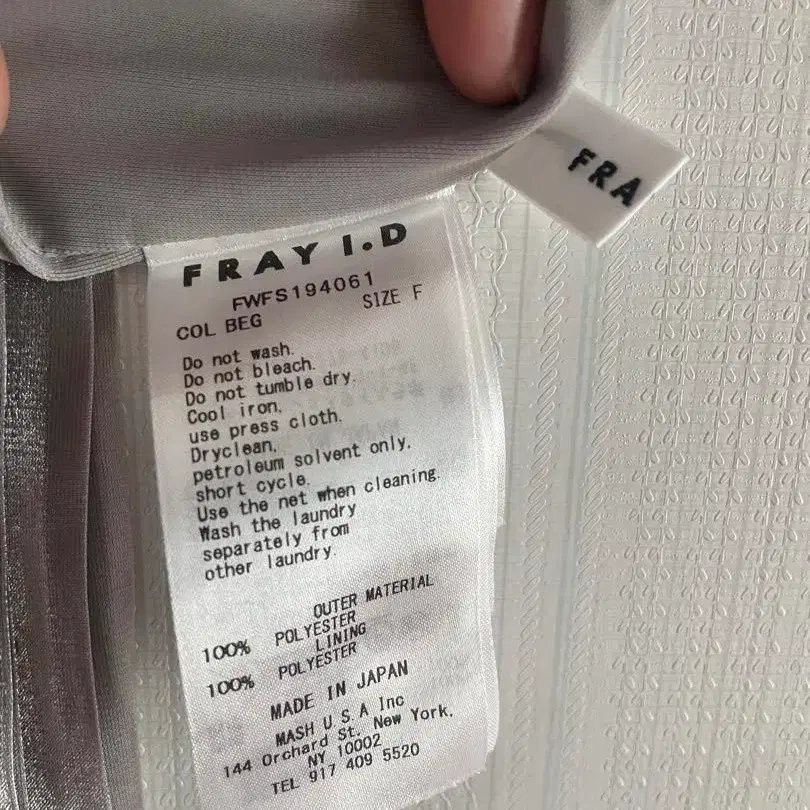 FRA
FRAY I.D
FWFS194061
COL BEG SIZE F
Do not wash.
Do not bleach.
Do not tumble dry.
Cool iron.
use press cloth.
Dryclean,
petroleum solvent only.
short cycle.
Use the net when cleaning.
Wash the laundry
separately from
other laundry.
OUTER MATERIAL
100% POLYESTER
LINING
100% POLYESTER
MADE IN JAPAN
MASH U.S.A Inc
144 Orchard St. New York.
NY 10002
TEL 917 409 5520